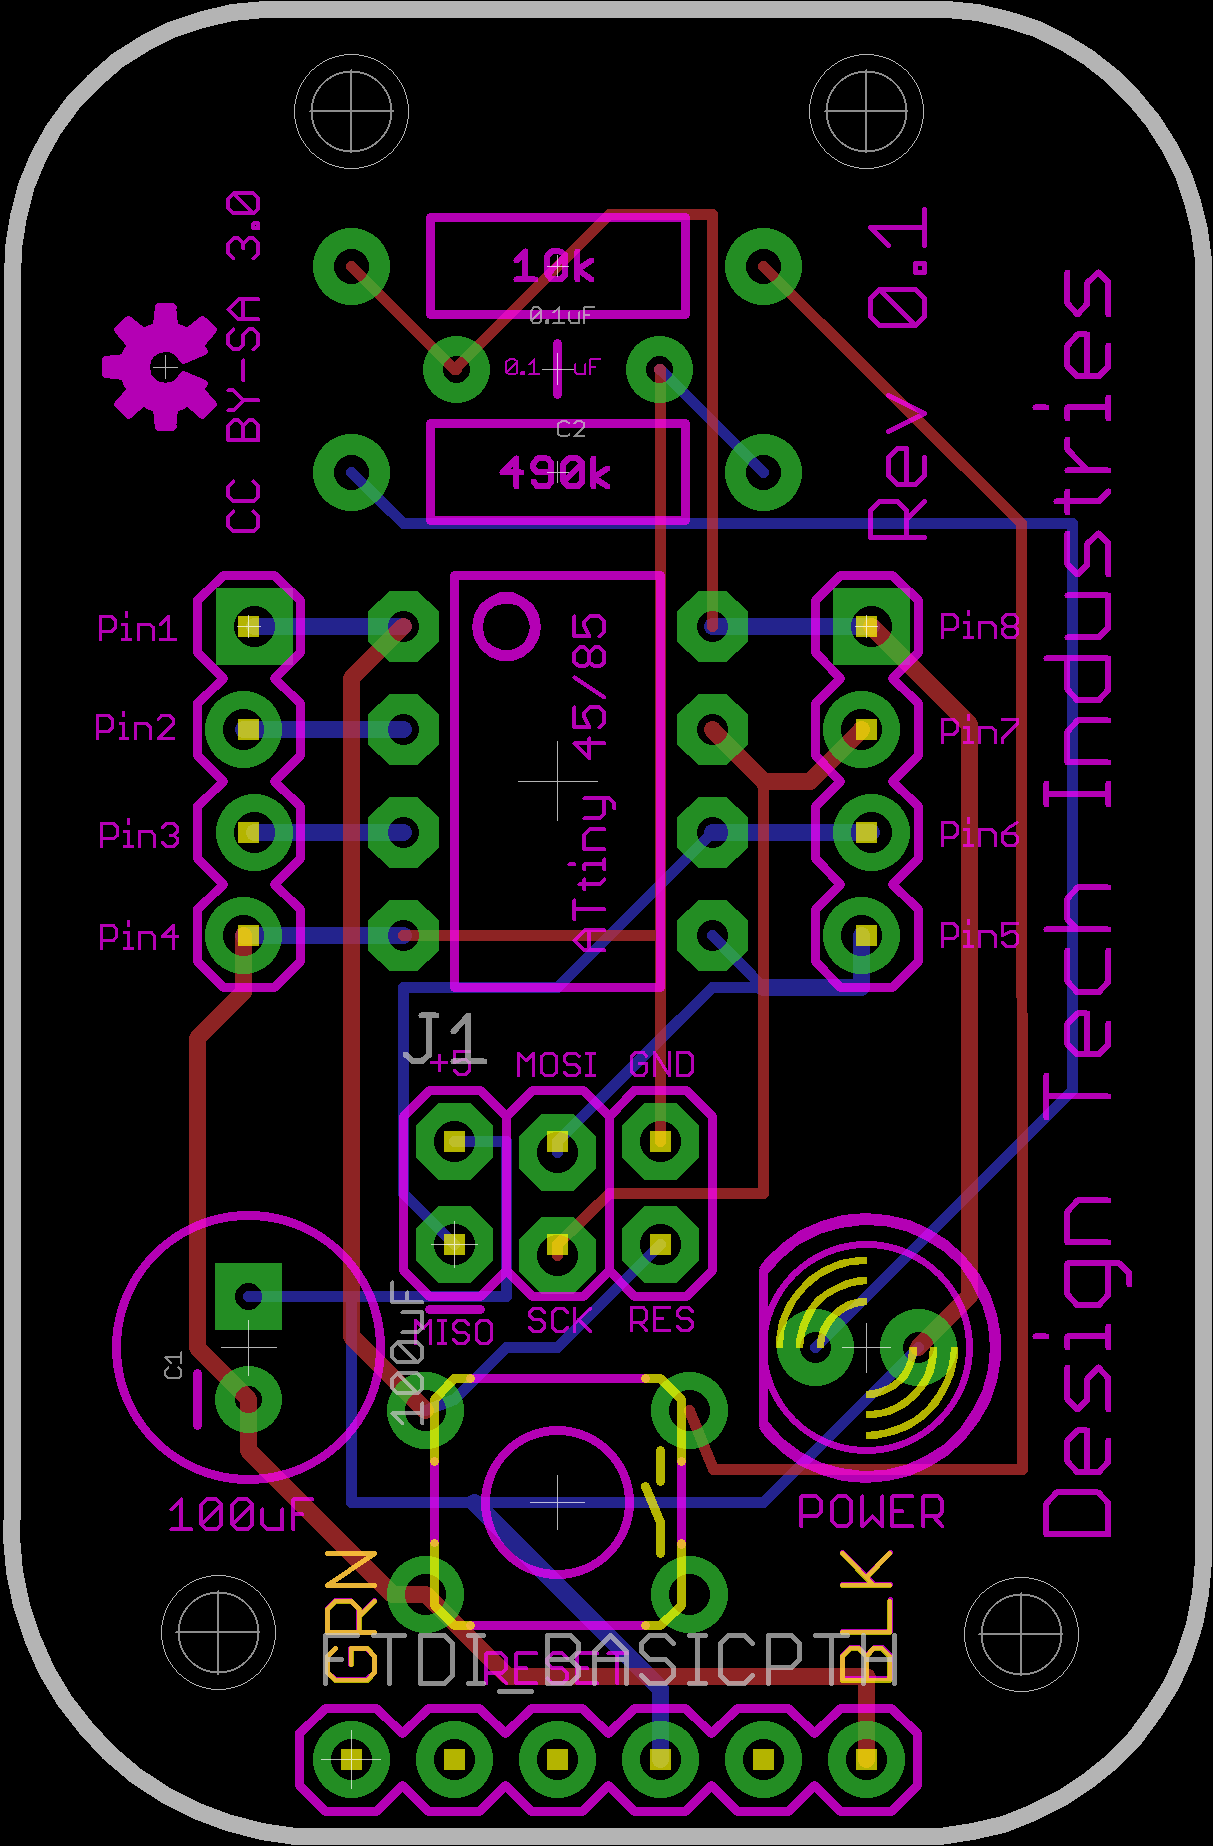 CC BY-SA 3.0
10k
0.1uF
0.1 uF
C2
490k
Rev 0.1
Design Tech Industries
Pin1
Pin2
Pin3
Pin4
ATtiny 45/85
Pin8
Pin7
Pin6
Pin5
J1
+5
MOSI
GND
MISO
SCK
RES
C1
100uF
100uF
POWER
GRN
BLK
FTDI_BASICPTH
RESET